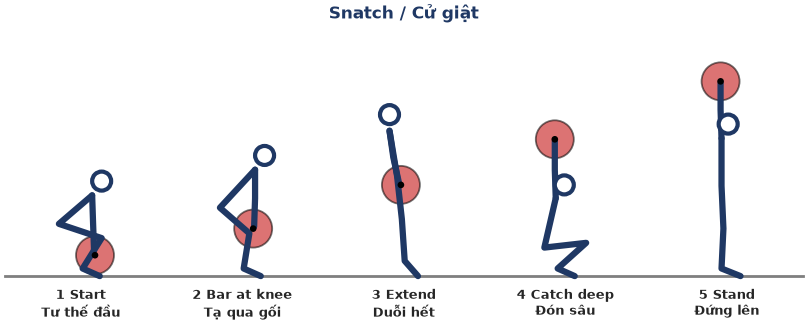 Snatch / Cử giật
1 Start
Tư thế đầu
2 Bar at knee
Tạ qua gối
3 Extend
Duỗi hết
4 Catch deep
Đón sâu
5 Stand
Đứng lên